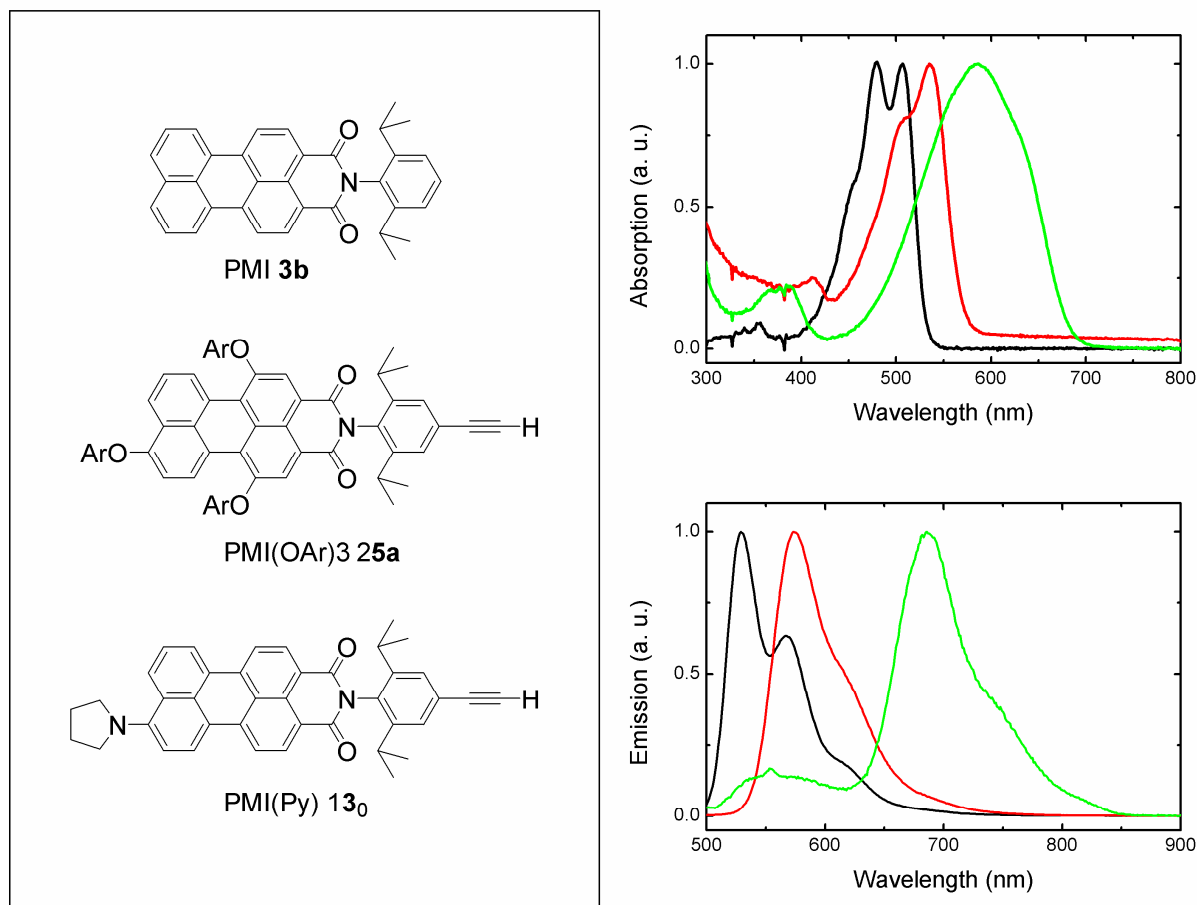 O
N
O
PMI 3b
ArO
O
N
H
ArO
O
ArO
PMI(OAr)3 25a
O
N
H
N
O
PMI(Py) 13₀
1.0
0.5
0.0
Absorption (a. u.)
300 400 500 600 700 800
Wavelength (nm)
1.0
0.5
0.0
Emission (a. u.)
500 600 700 800 900
Wavelength (nm)